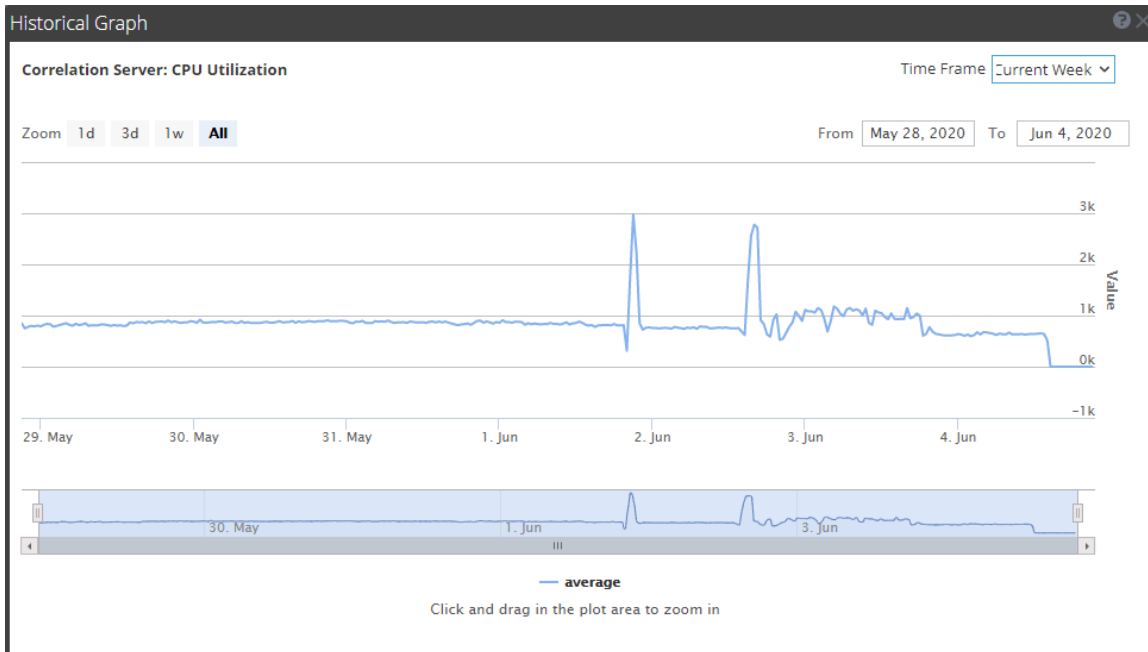 Historical Graph
Correlation Server: CPU Utilization
Time Frame Current Week
Zoom 1d 3d 1w All
From May 28, 2020 To Jun 4, 2020
3k
2k
1k
0k
-1k
Value
29. May 30. May 31. May 1. Jun 2. Jun 3. Jun 4. Jun
30. May 1. Jun 3. Jun
average
Click and drag in the plot area to zoom in